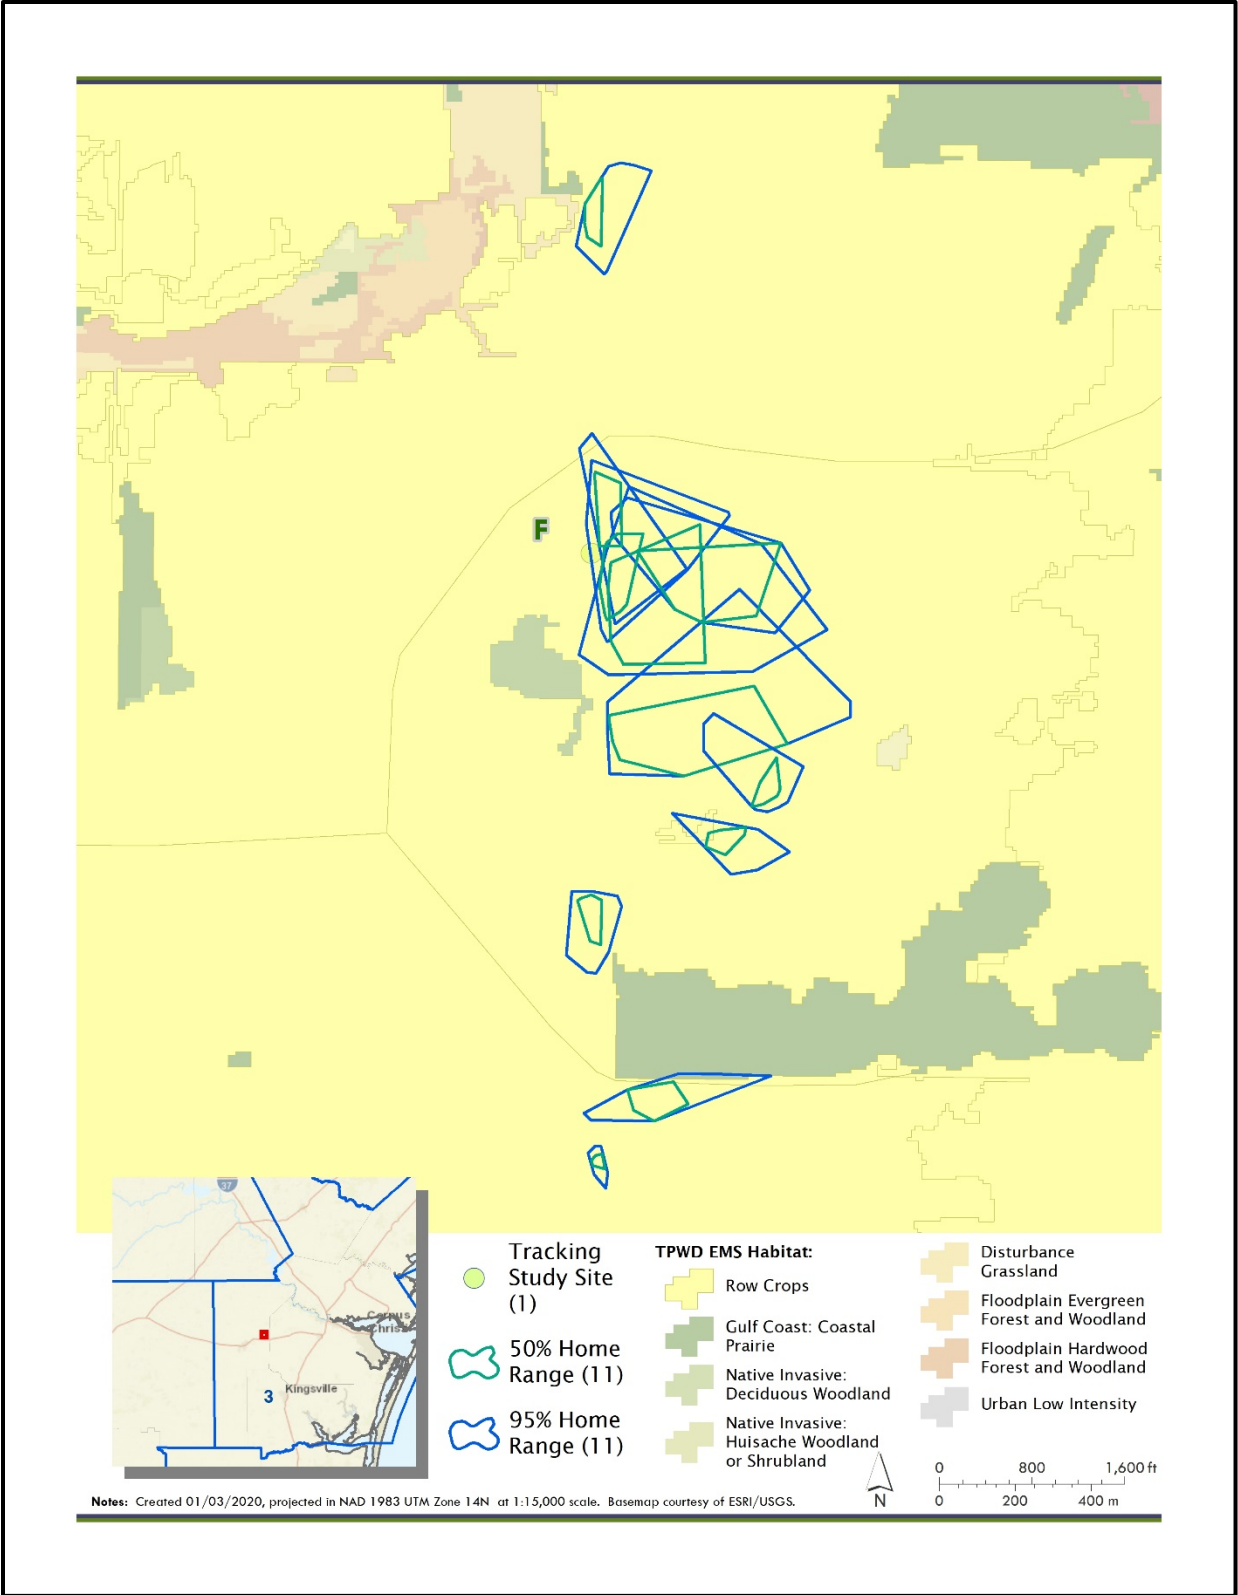 F
37
Corpus
Christi
3
Kingsville
Tracking
Study Site
(1)
50% Home
Range (11)
95% Home
Range (11)
TPWD EMS Habitat:
Row Crops
Gulf Coast: Coastal
Prairie
Native Invasive:
Deciduous Woodland
Native Invasive:
Huisache Woodland
or Shrubland
Disturbance
Grassland
Floodplain Evergreen
Forest and Woodland
Floodplain Hardwood
Forest and Woodland
Urban Low Intensity
N
0 800 1,600 ft
0 200 400 m
Notes: Created 01/03/2020, projected in NAD 1983 UTM Zone 14N at 1:15,000 scale. Basemap courtesy of ESRI/USGS.